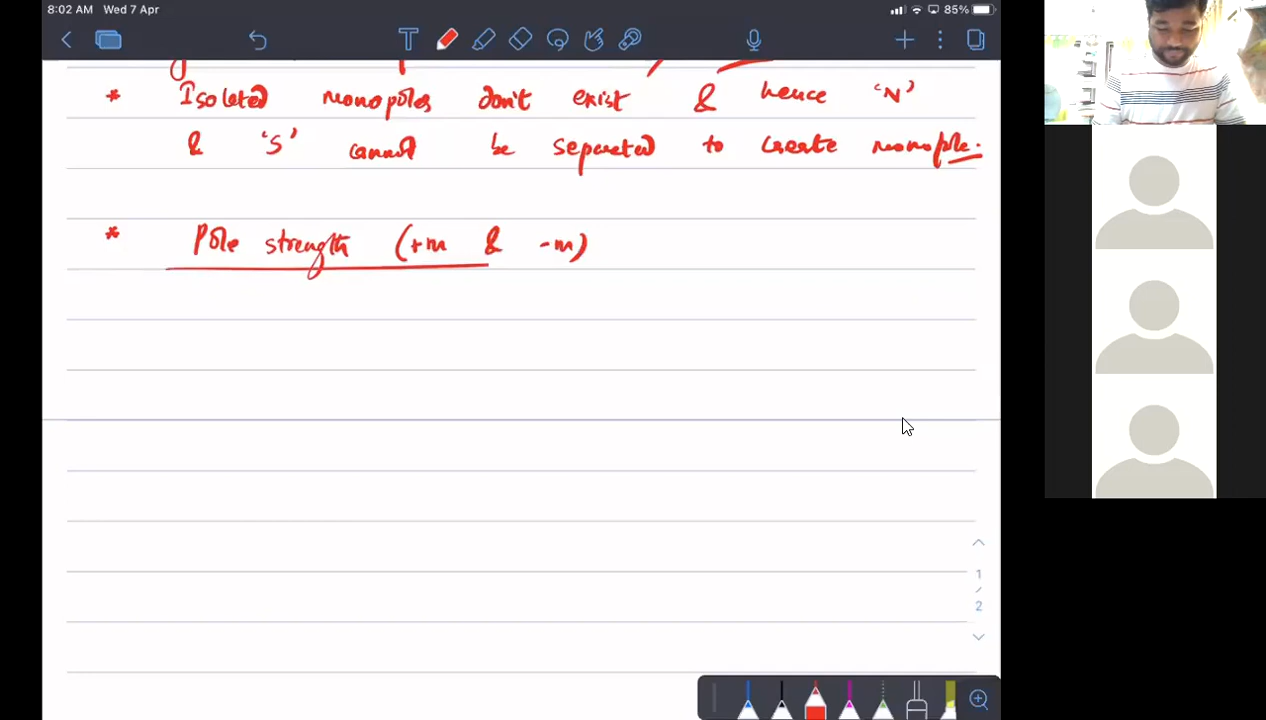 8:02 AM Wed 7 Apr
85%
* Isolated monopoles don't exist & hence 'N'
& 'S' cannot be separated to create monopole.
* Pole strength (+m & -m)
1
/
2